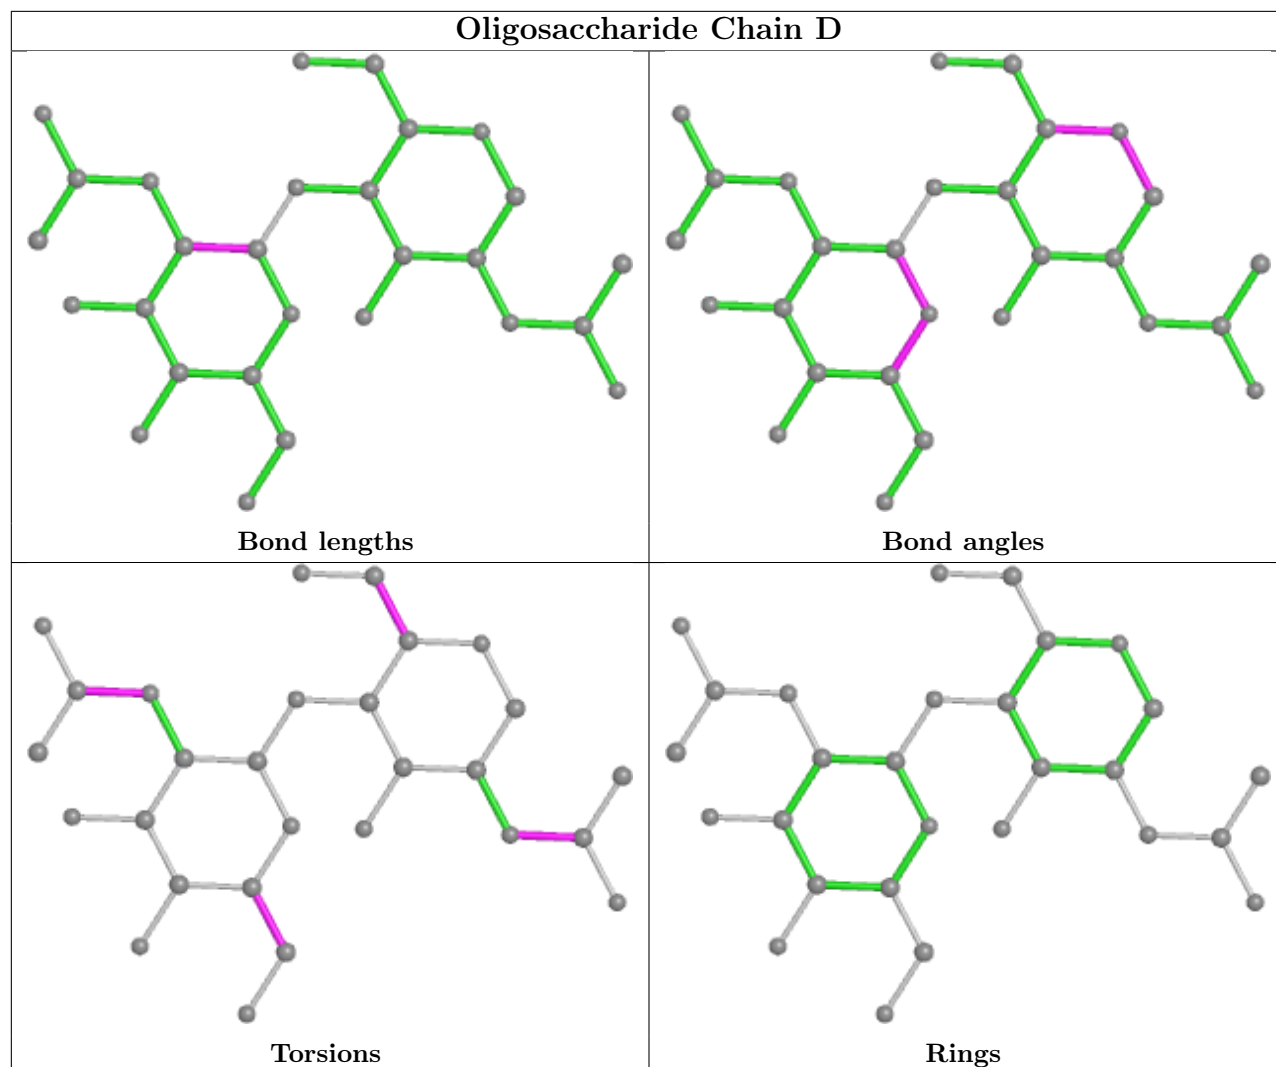 Oligosaccharide Chain D
Bond lengths
Bond angles
Torsions
Rings